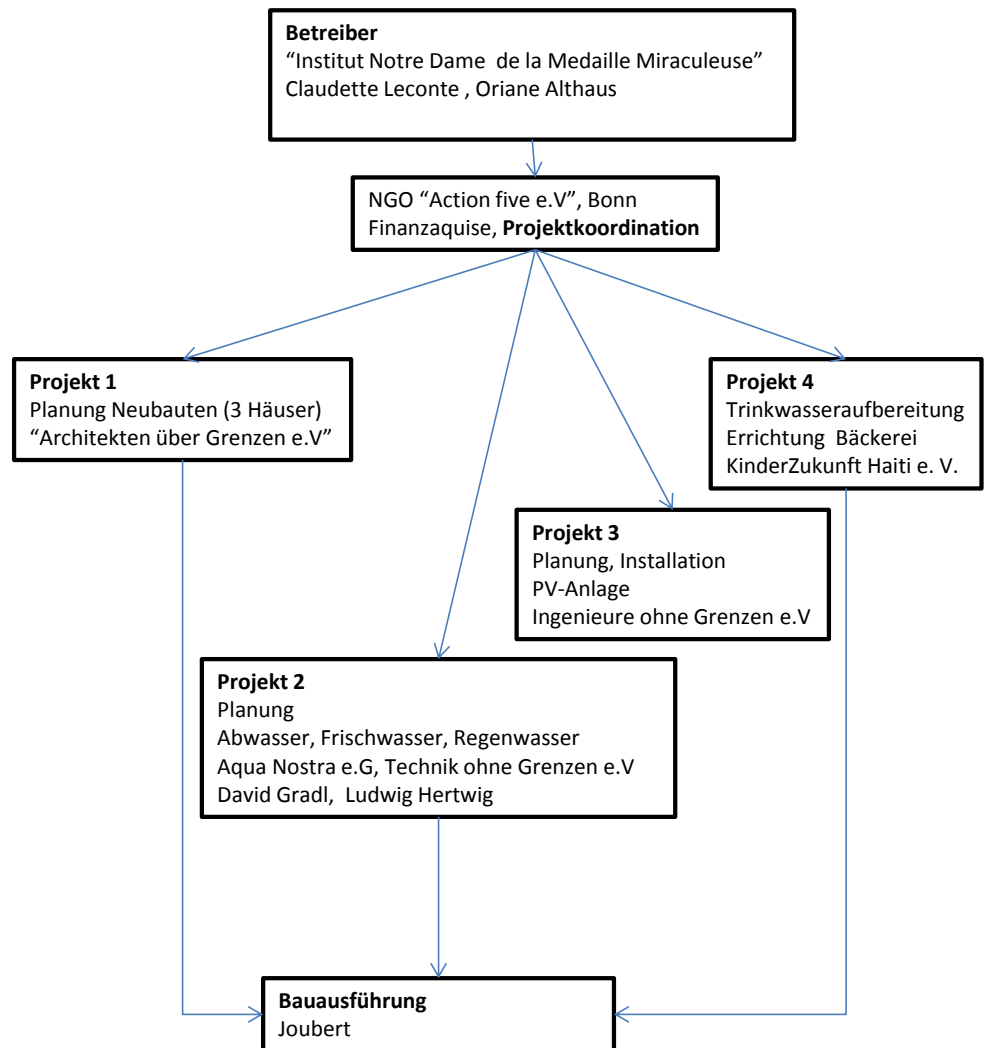 Betreiber
“Institut Notre Dame de la Medaille Miraculeuse”
Claudette Leconte , Oriane Althaus
NGO “Action five e.V”, Bonn
Finanzaquise, Projektkoordination
Projekt 1
Planung Neubauten (3 Häuser)
“Architekten über Grenzen e.V”
Projekt 4
Trinkwasseraufbereitung
Errichtung Bäckerei
KinderZukunft Haiti e. V.
Projekt 3
Planung, Installation
PV-Anlage
Ingenieure ohne Grenzen e.V
Projekt 2
Planung
Abwasser, Frischwasser, Regenwasser
Aqua Nostra e.G, Technik ohne Grenzen e.V
David Gradl, Ludwig Hertwig
Bauausführung
Joubert